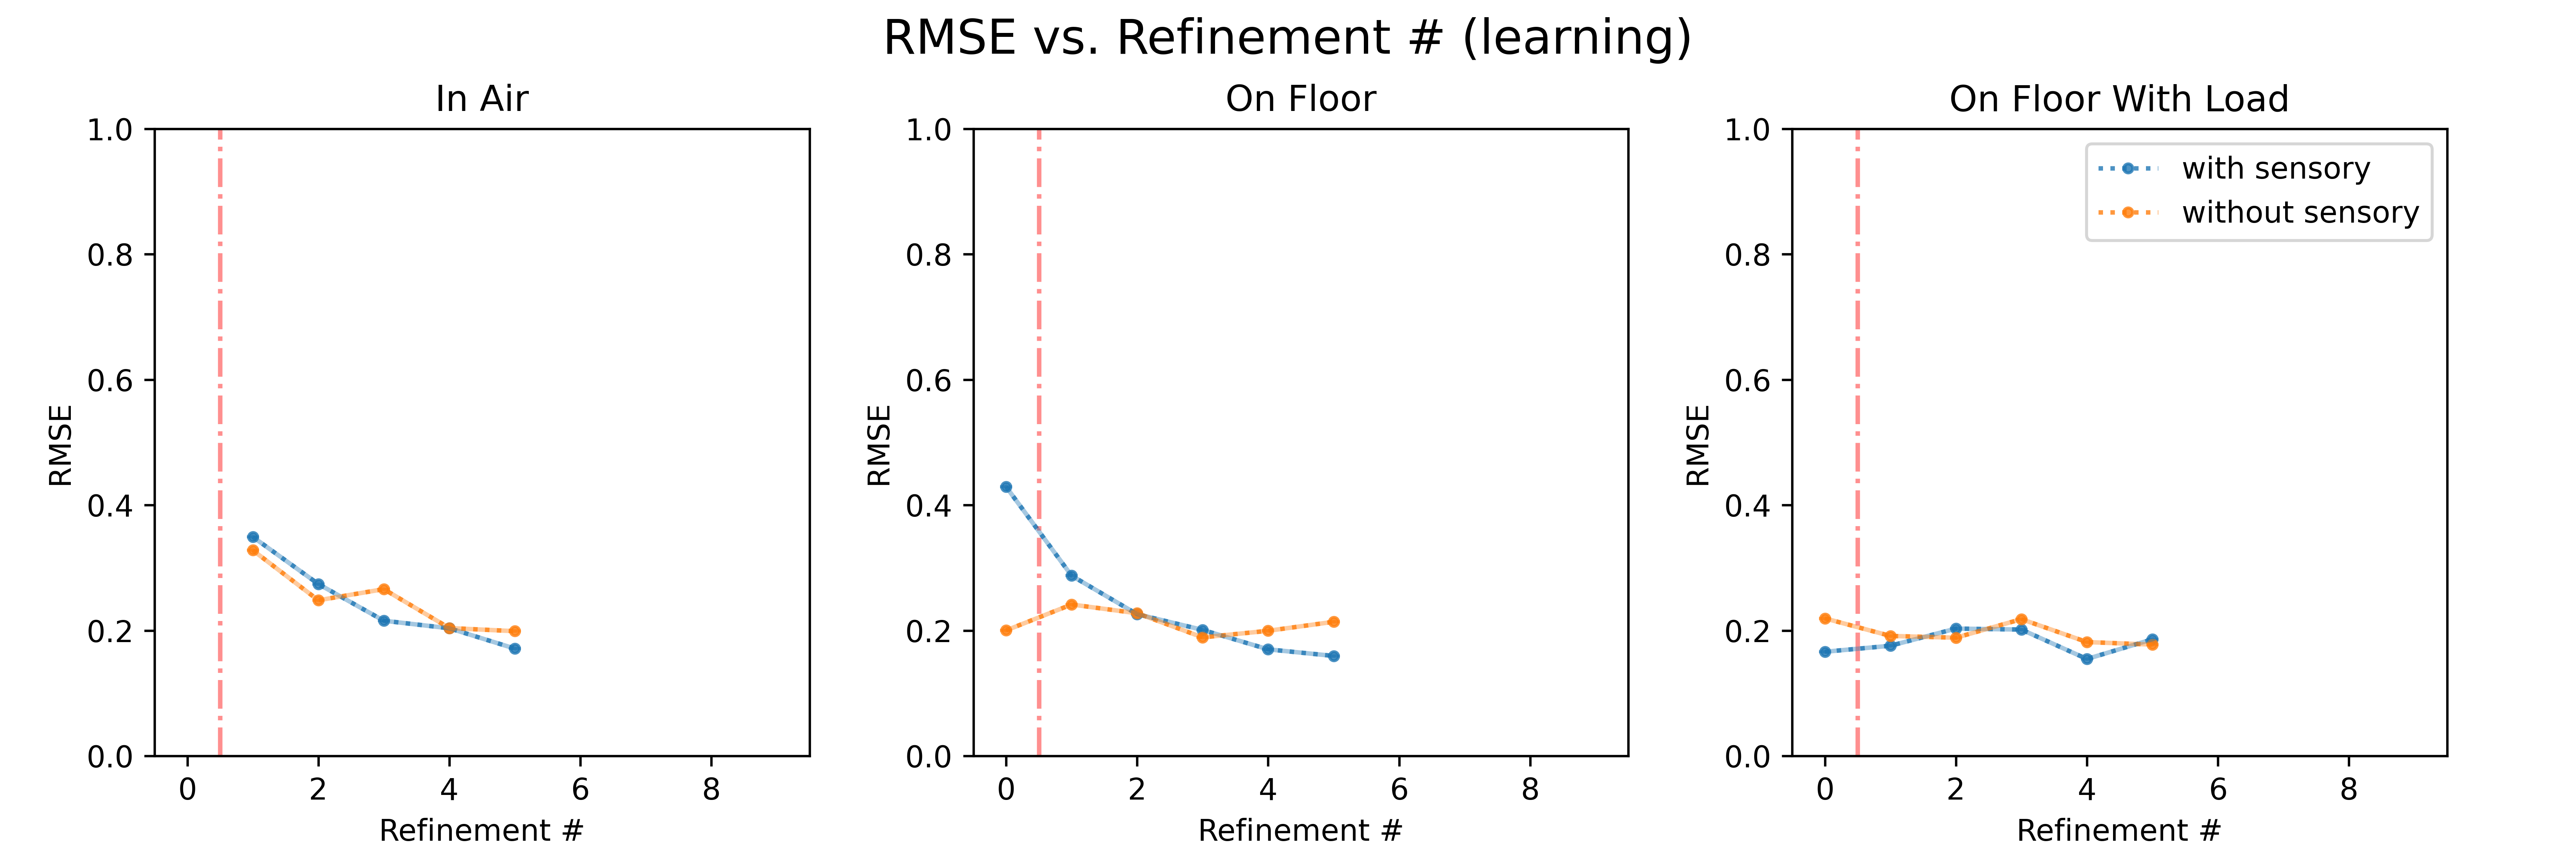 RMSE vs. Refinement # (learning)
In Air
1.0
0.8
0.6
0.4
0.2
0.0
RMSE
0 2 4 6 8
Refinement #
On Floor
1.0
0.8
0.6
0.4
0.2
0.0
RMSE
0 2 4 6 8
Refinement #
On Floor With Load
1.0
0.8
0.6
0.4
0.2
0.0
RMSE
with sensory
without sensory
0 2 4 6 8
Refinement #